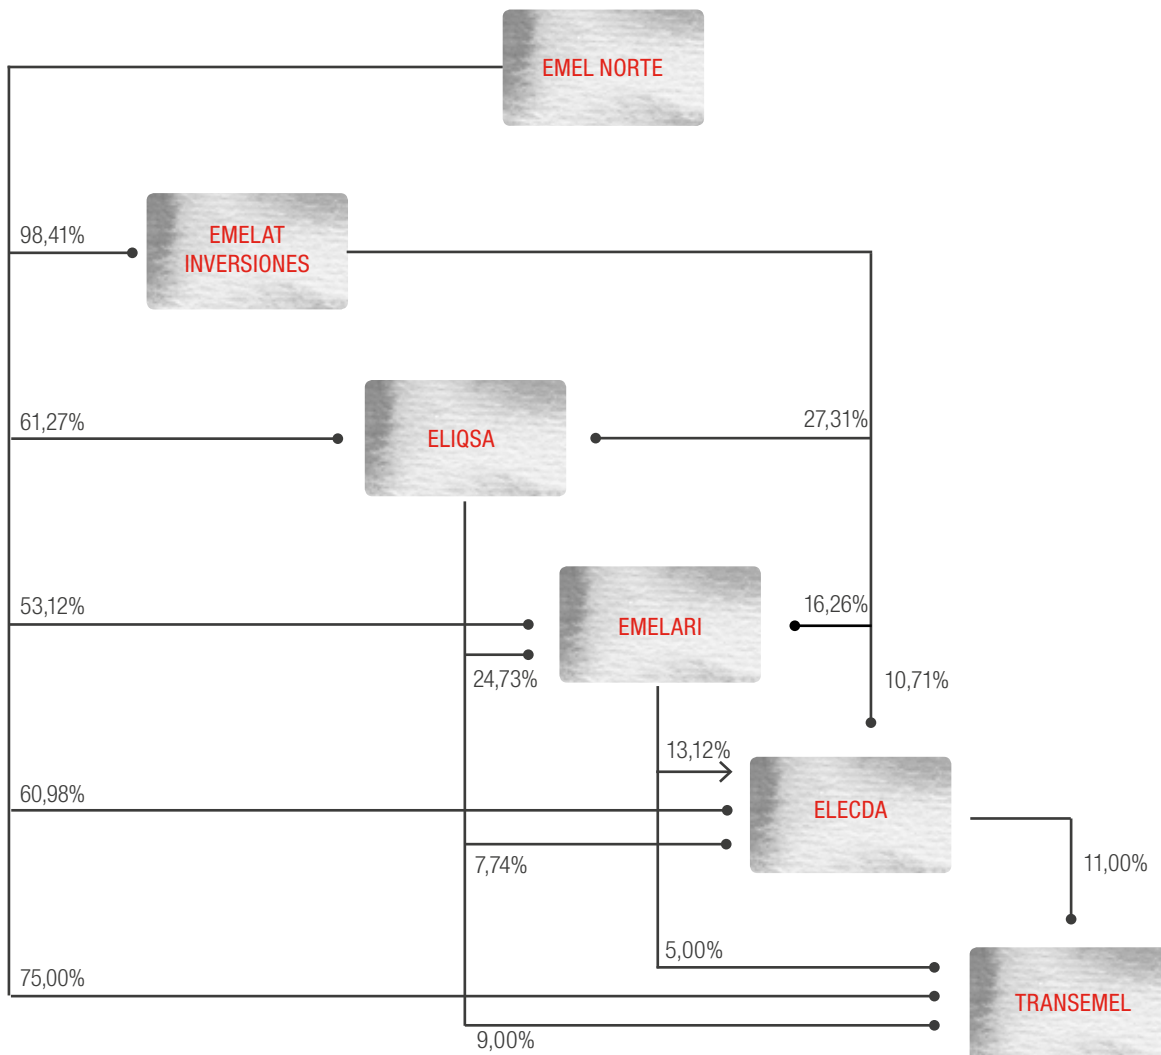 EMEL NORTE
98,41%
EMELAT
INVERSIONES
61,27%
ELIQSA
27,31%
53,12%
EMELARI
16,26%
24,73%
10,71%
13,12%
60,98%
ELECDA
7,74%
11,00%
5,00%
75,00%
TRANSEMEL
9,00%